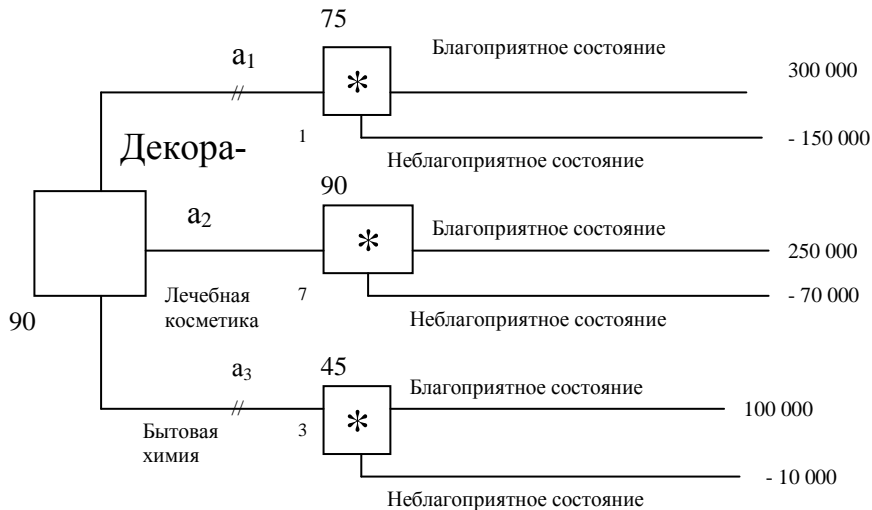 75
a1
Благоприятное состояние
300 000
*
1
- 150 000
Декора-
Неблагоприятное состояние
90
a2
Благоприятное состояние
*
250 000
Лечебная
косметика
7
- 70 000
90
Неблагоприятное состояние
45
a3
Благоприятное состояние
100 000
Бытовая
химия
3
*
- 10 000
Неблагоприятное состояние